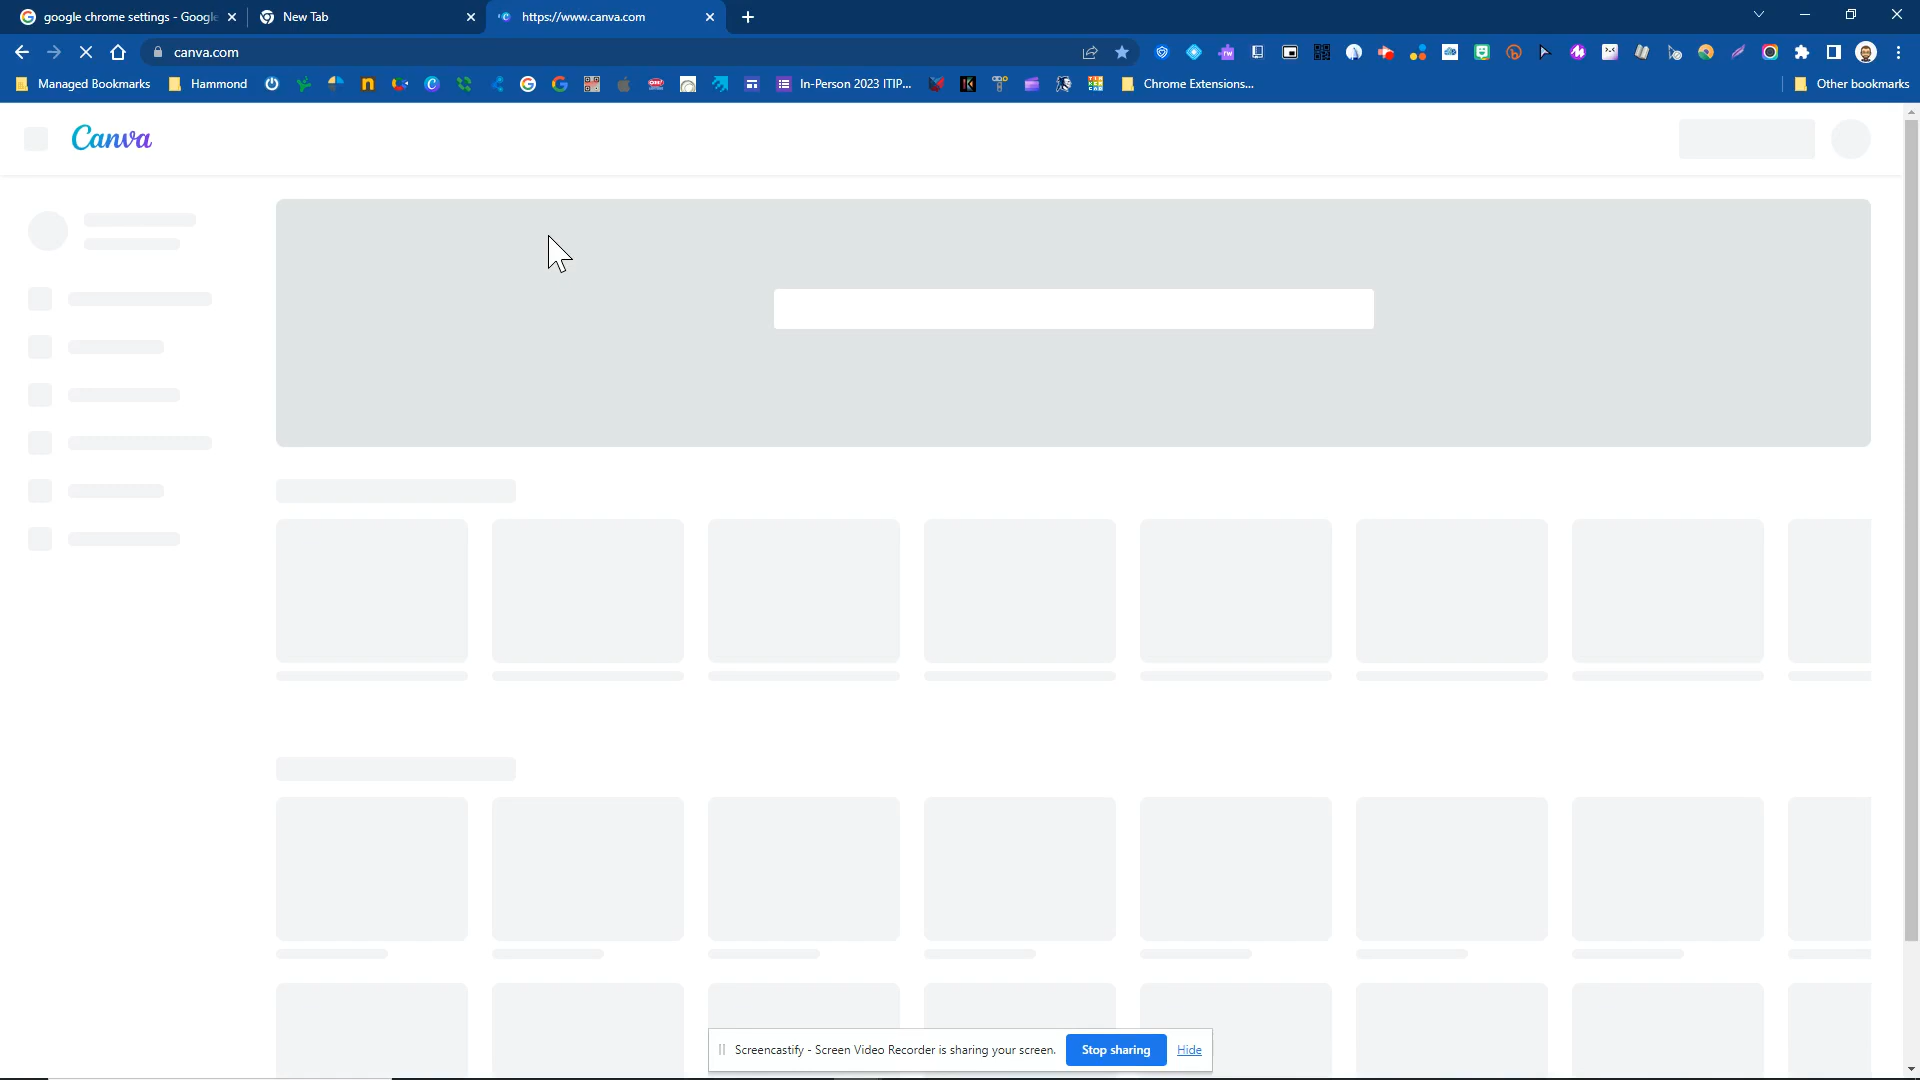 google chrome settings - Google
New Tab
https://www.canva.com
canva.com
Managed Bookmarks
Hammond
In-Person 2023 ITIP...
Chrome Extensions...
Other bookmarks
Canva
Screencastify - Screen Video Recorder is sharing your screen.
Stop sharing
Hide